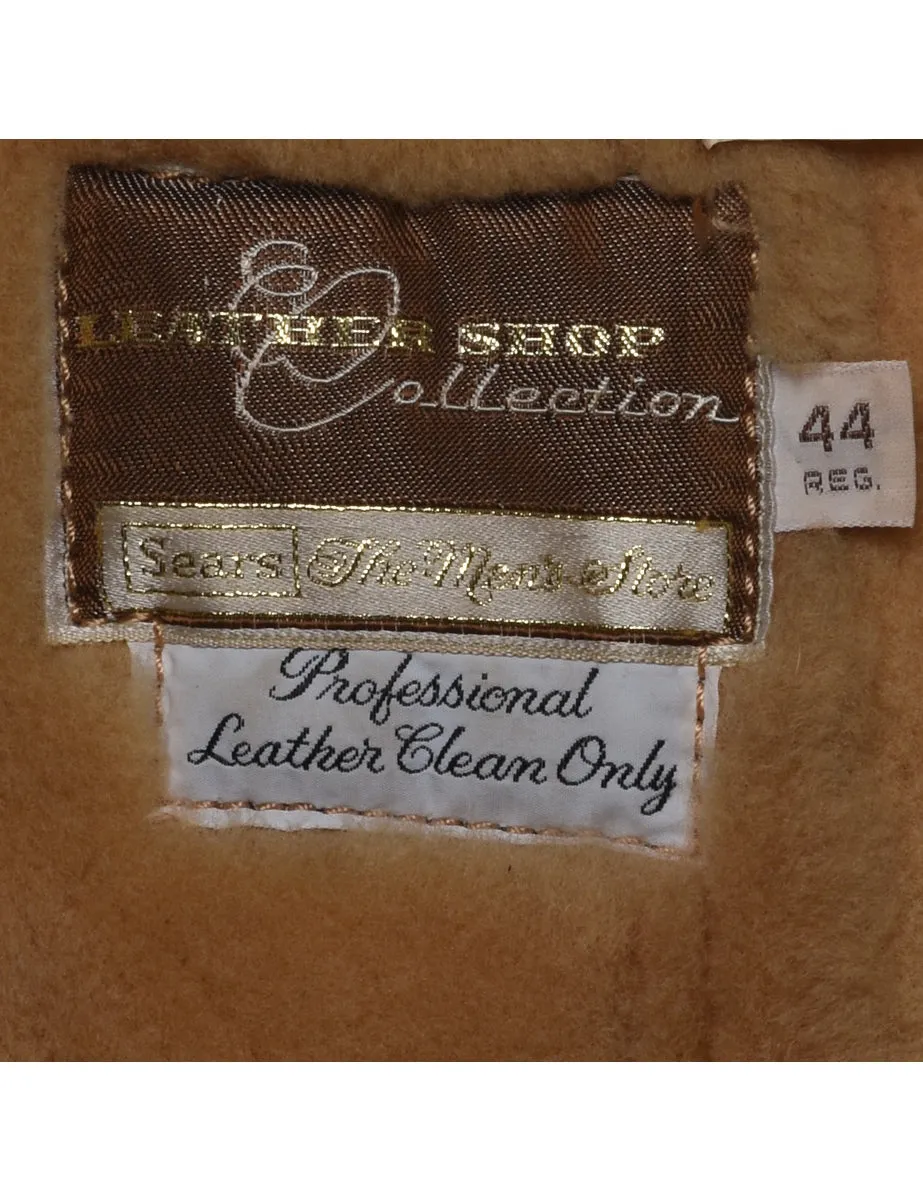 LEATHER SHOP
Collection
44
REG.
Sears The Men's Store
Professional
Leather Clean Only